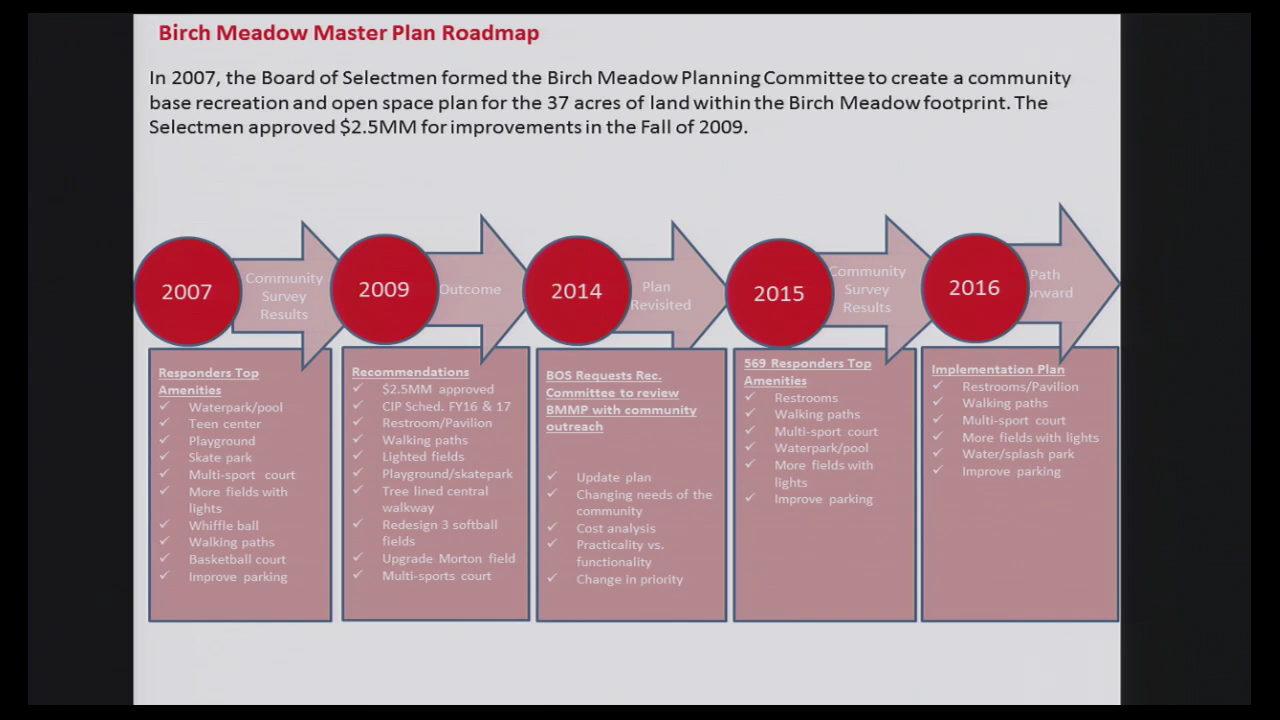 Birch Meadow Master Plan Roadmap
In 2007, the Board of Selectmen formed the Birch Meadow Planning Committee to create a community
base recreation and open space plan for the 37 acres of land within the Birch Meadow footprint. The
Selectmen approved $2.5MM for improvements in the Fall of 2009.
2007
Community
Survey
Results
2009
Outcome
2014
Plan
Revisited
2015
Community
Survey
Results
2016
Path
orward
Responders Top
Amenities
✓ Waterpark/pool
✓ Teen center
✓ Playground
✓ Skate park
✓ Multi-sport court
✓ More fields with
lights
✓ Whiffle ball
✓ Walking paths
✓ Basketball court
✓ Improve parking
Recommendations
✓ $2.5MM approved
✓ CIP Sched. FY16 & 17
✓ Restroom/Pavilion
✓ Walking paths
✓ Lighted fields
✓ Playground/skatepark
✓ Tree lined central
walkway
✓ Redesign 3 softball
fields
✓ Upgrade Morton field
✓ Multi-sports court
BOS Requests Rec.
Committee to review
BMMP with community
outreach
✓ Update plan
✓ Changing needs of the
community
✓ Cost analysis
✓ Practicality vs.
functionality
✓ Change in priority
569 Responders Top
Amenities
✓ Restrooms
✓ Walking paths
✓ Multi-sport court
✓ Waterpark/pool
✓ More fields with
lights
✓ Improve parking
Implementation Plan
✓ Restrooms/Pavilion
✓ Walking paths
✓ Multi-sport court
✓ More fields with lights
✓ Water/splash park
✓ Improve parking